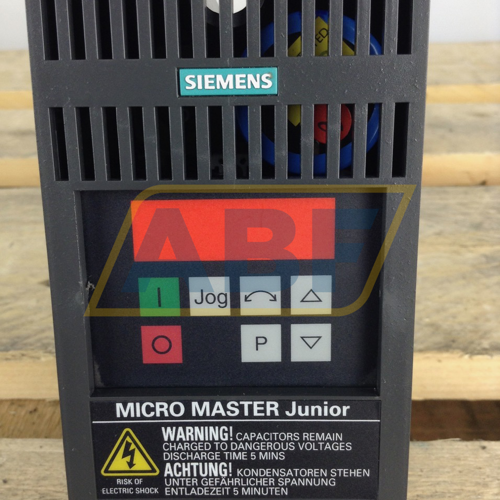 SIEMENS
ABF
I
Jog
O
P
MICRO MASTER Junior
WARNING! CAPACITORS REMAIN
CHARGED TO DANGEROUS VOLTAGES
DISCHARGE TIME 5 MINS
ACHTUNG! KONDENSATOREN STEHEN
UNTER GEFÄHRLICHER SPANNUNG
ENTLADEZEIT 5 MINUTEN
RISK OF
ELECTRIC SHOCK